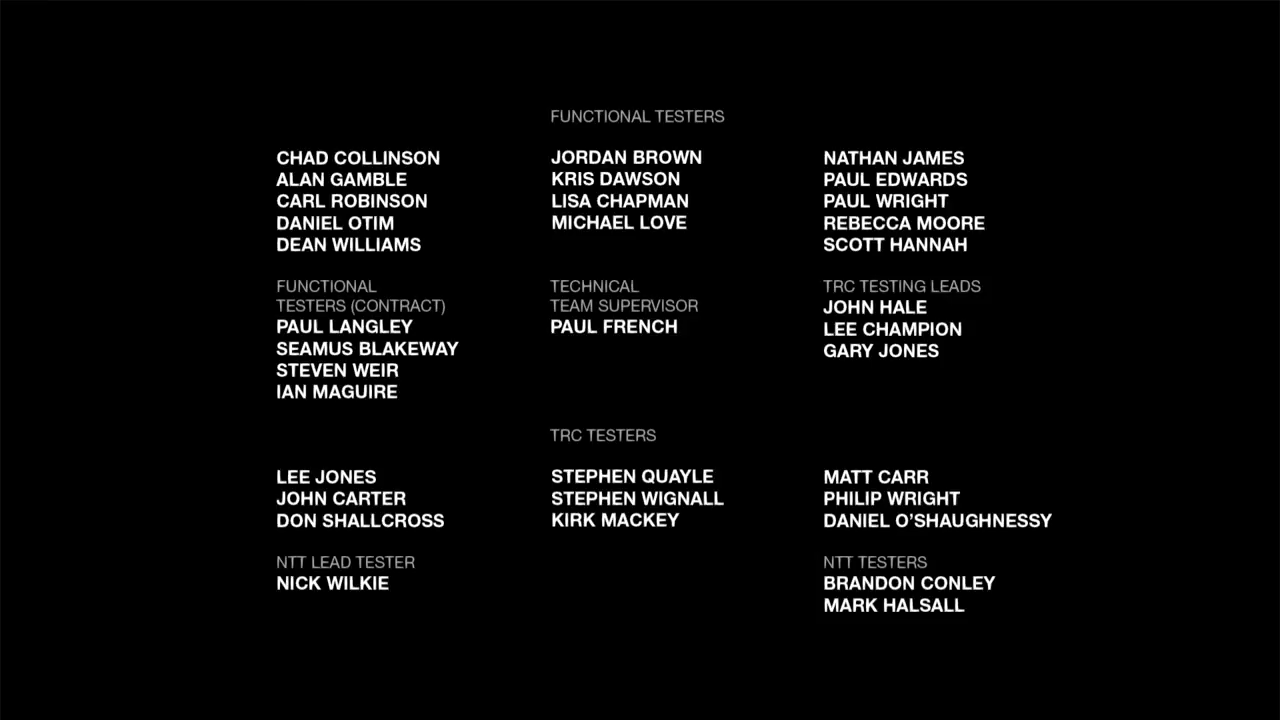 FUNCTIONAL TESTERS
CHAD COLLINSON
ALAN GAMBLE
CARL ROBINSON
DANIEL OTIM
DEAN WILLIAMS
JORDAN BROWN
KRIS DAWSON
LISA CHAPMAN
MICHAEL LOVE
NATHAN JAMES
PAUL EDWARDS
PAUL WRIGHT
REBECCA MOORE
SCOTT HANNAH
FUNCTIONAL
TESTERS (CONTRACT)
PAUL LANGLEY
SEAMUS BLAKEWAY
STEVEN WEIR
IAN MAGUIRE
TECHNICAL
TEAM SUPERVISOR
PAUL FRENCH
TRC TESTING LEADS
JOHN HALE
LEE CHAMPION
GARY JONES
TRC TESTERS
LEE JONES
JOHN CARTER
DON SHALLCROSS
STEPHEN QUAYLE
STEPHEN WIGNALL
KIRK MACKEY
MATT CARR
PHILIP WRIGHT
DANIEL O’SHAUGHNESSY
NTT LEAD TESTER
NICK WILKIE
NTT TESTERS
BRANDON CONLEY
MARK HALSALL